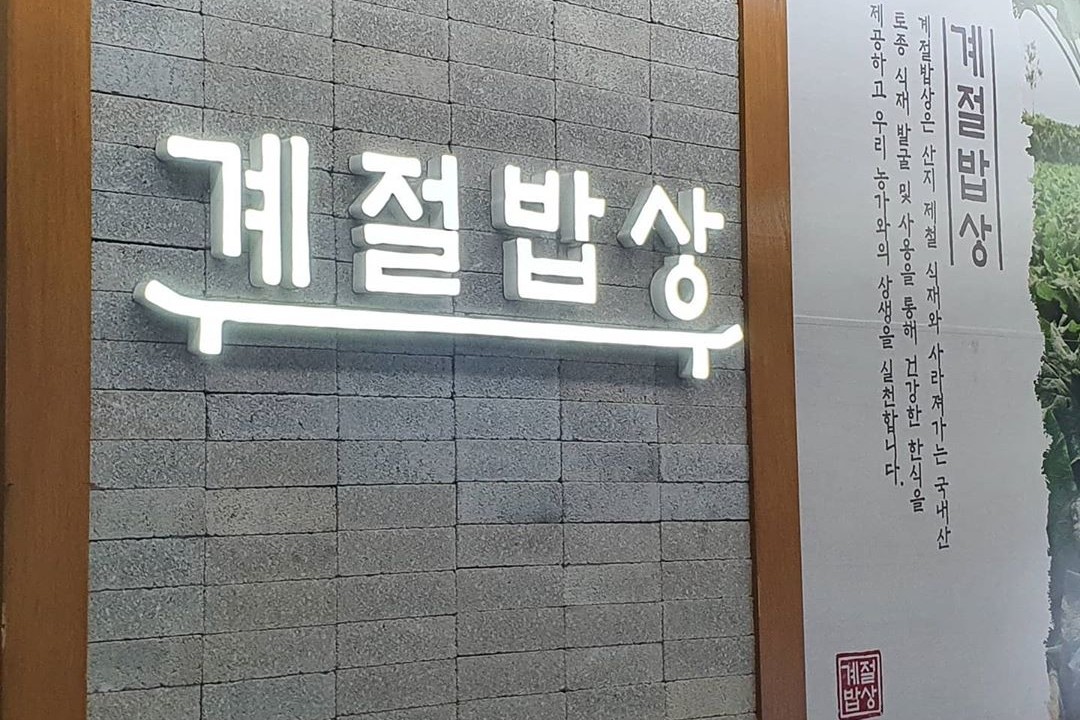 계절밥상
계절밥상
계절밥상은 산지 제철 식재와 사라져가는 국내산
토종 식재 발굴 및 사용을 통해 건강한 한식을
제공하고 우리 농가와의 상생을 실천합니다.
계절
밥상